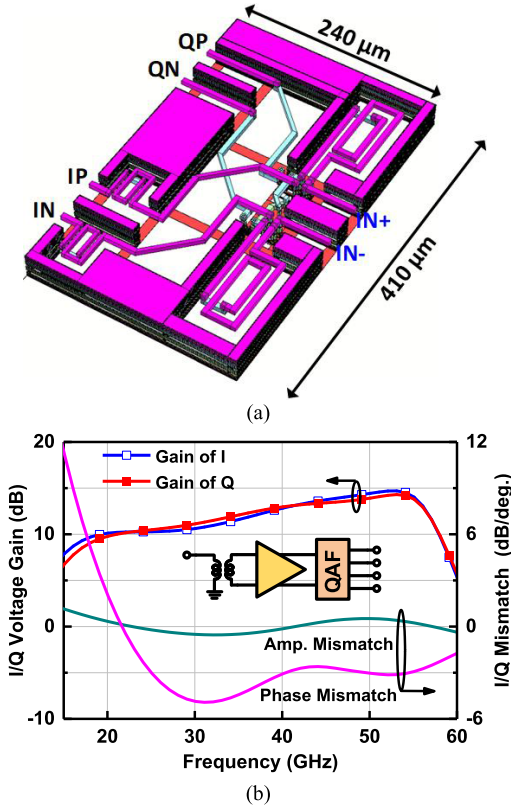 240 μm
QP
QN
IP
IN
IN+
IN-
410 μm
(a)
20
10
0
-10
I/Q Voltage Gain (dB)
Gain of I
Gain of Q
QAF
Amp. Mismatch
Phase Mismatch
12
6
0
-6
I/Q Mismatch (dB/deg.)
20 30 40 50 60
Frequency (GHz)
(b)